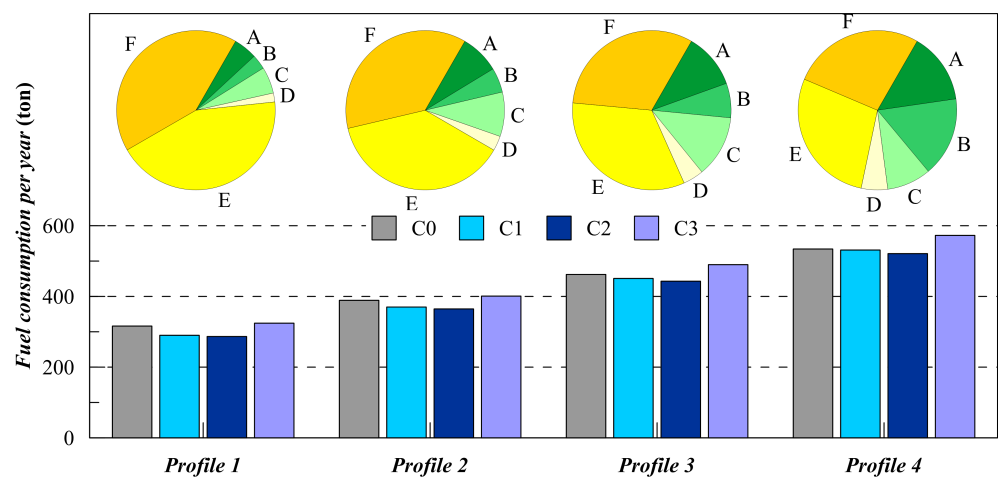 Fuel consumption per year (ton)
F A B C D E
F A B C D E
F A B C D E
F A B C D E
C0 C1 C2 C3
600
400
200
0
Profile 1 Profile 2 Profile 3 Profile 4